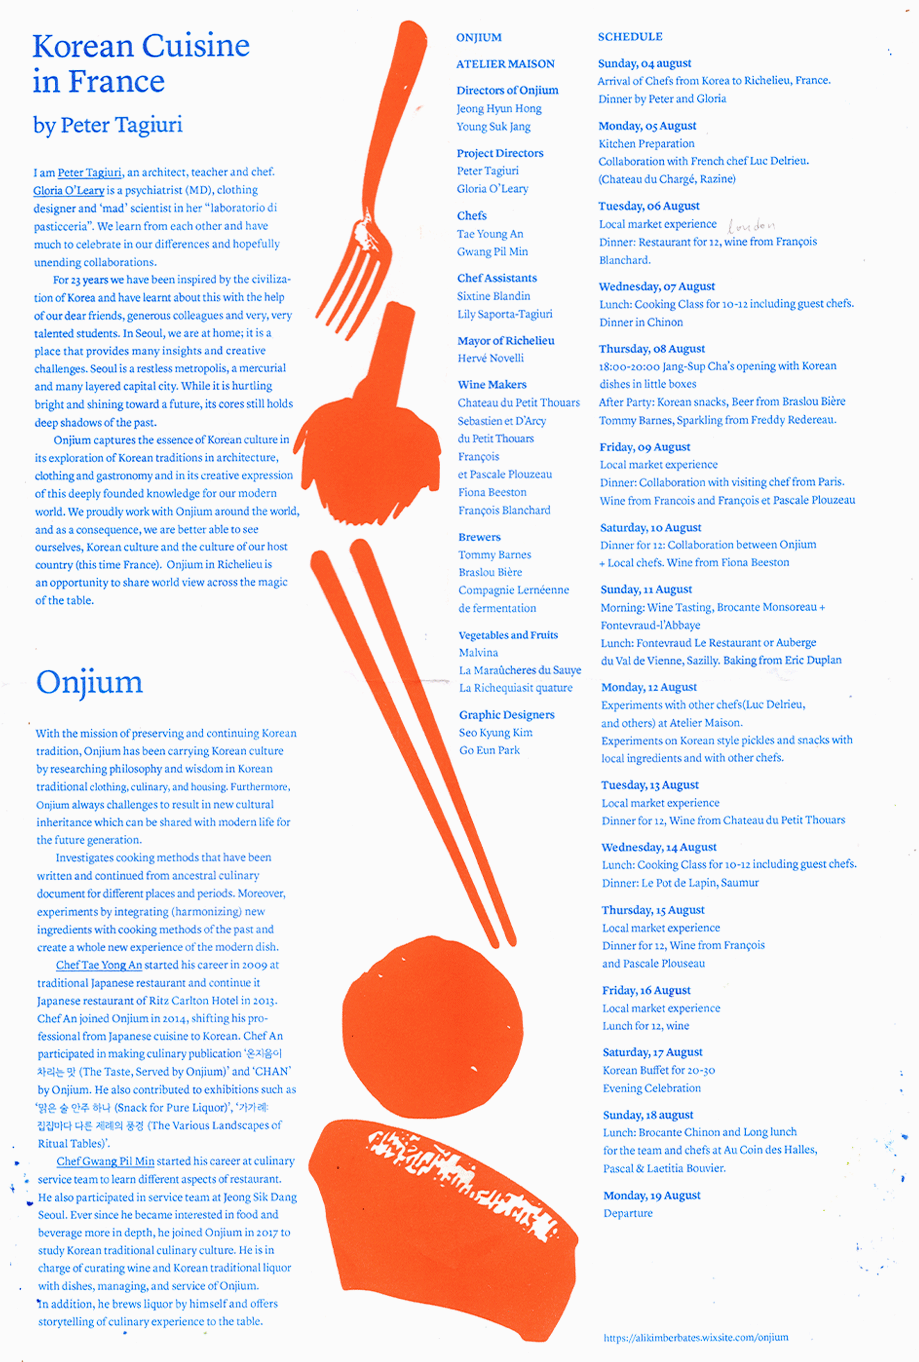 Korean Cuisine
in France
by Peter Tagiuri
I am Peter Tagiuri, an architect, teacher and chef.
Gloria O'Leary is a psychiatrist (MD), clothing
designer and 'mad' scientist in her "laboratorio di
pasticceria". We learn from each other and have
much to celebrate in our differences and hopefully
unending collaborations.
For 23 years we have been inspired by the civiliza-
tion of Korea and have learnt about this with the help
of our dear friends, generous colleagues and very, very
talented students. In Seoul, we are at home; it is a
place that provides many insights and creative
challenges. Seoul is a restless metropolis, a mercurial
and many layered capital city. While it is hurtling
bright and shining toward a future, its cores still holds
deep shadows of the past.
Onjium captures the essence of Korean culture in
its exploration of Korean traditions in architecture,
clothing and gastronomy and in its creative expression
of this deeply founded knowledge for our modern
world. We proudly work with Onjium around the world,
and as a consequence, we are better able to see
ourselves, Korean culture and the culture of our host
country (this time France). Onjium in Richelieu is
an opportunity to share world view across the magic
of the table.
Onjium
With the mission of preserving and continuing Korean
tradition, Onjium has been carrying Korean culture
by researching philosophy and wisdom in Korean
traditional clothing, culinary, and housing. Furthermore,
Onjium always challenges to result in new cultural
inheritance which can be shared with modern life for
the future generation.
Investigates cooking methods that have been
written and continued from ancestral culinary
document for different places and periods. Moreover,
experiments by integrating (harmonizing) new
ingredients with cooking methods of the past and
create a whole new experience of the modern dish.
Chef Tae Yong An started his career in 2009 at
traditional Japanese restaurant and continue it
Japanese restaurant of Ritz Carlton Hotel in 2013.
Chef An joined Onjium in 2014, shifting his pro-
fessional from Japanese cuisine to Korean. Chef An
participated in making culinary publication '온지음이
차리는 맛 (The Taste, Served by Onjium)' and 'CHAN'
by Onjium. He also contributed to exhibitions such as
'맑은 술 안주 하나 (Snack for Pure Liquor)', '가가례:
집집마다 다른 제례의 풍경 (The Various Landscapes of
Ritual Tables)'.
Chef Gwang Pil Min started his career at culinary
service team to learn different aspects of restaurant.
He also participated in service team at Jeong Sik Dang
Seoul. Ever since he became interested in food and
beverage more in depth, he joined Onjium in 2017 to
study Korean traditional culinary culture. He is in
charge of curating wine and Korean traditional liquor
with dishes, managing, and service of Onjium.
In addition, he brews liquor by himself and offers
storytelling of culinary experience to the table.
ONJIUM
ATELIER MAISON
Directors of Onjium
Jeong Hyun Hong
Young Suk Jang
Project Directors
Peter Tagiuri
Gloria O'Leary
Chefs
Tae Young An
Gwang Pil Min
Chef Assistants
Sixtine Blandin
Lily Saporta-Tagiuri
Mayor of Richelieu
Hervé Novelli
Wine Makers
Chateau du Petit Thouars
Sebastien et D'Arcy
du Petit Thouars
François
et Pascale Plouzeau
Fiona Beeston
François Blanchard
Brewers
Tommy Barnes
Braslou Bière
Compagnie Lernéenne
de fermentation
Vegetables and Fruits
Malvina
La Maraûcheres du Sauye
La Richequiasit quature
Graphic Designers
Seo Kyung Kim
Go Eun Park
SCHEDULE
Sunday, 04 august
Arrival of Chefs from Korea to Richelieu, France.
Dinner by Peter and Gloria
Monday, 05 August
Kitchen Preparation
Collaboration with French chef Luc Delrieu.
(Chateau du Chargé, Razine)
Tuesday, 06 August
Local market experience London
Dinner: Restaurant for 12, wine from François
Blanchard.
Wednesday, 07 August
Lunch: Cooking Class for 10-12 including guest chefs.
Dinner in Chinon
Thursday, 08 August
18:00-20:00 Jang-Sup Cha's opening with Korean
dishes in little boxes
After Party: Korean snacks, Beer from Braslou Bière
Tommy Barnes, Sparkling from Freddy Redereau.
Friday, 09 August
Local market experience
Dinner: Collaboration with visiting chef from Paris.
Wine from Francois and François et Pascale Plouzeau
Saturday, 10 August
Dinner for 12: Collaboration between Onjium
+ Local chefs. Wine from Fiona Beeston
Sunday, 11 August
Morning: Wine Tasting, Brocante Monsoreau +
Fontevraud-l'Abbaye
Lunch: Fontevraud Le Restaurant or Auberge
du Val de Vienne, Sazilly. Baking from Eric Duplan
Monday, 12 August
Experiments with other chefs(Luc Delrieu,
and others) at Atelier Maison.
Experiments on Korean style pickles and snacks with
local ingredients and with other chefs.
Tuesday, 13 August
Local market experience
Dinner for 12, Wine from Chateau du Petit Thouars
Wednesday, 14 August
Lunch: Cooking Class for 10-12 including guest chefs.
Dinner: Le Pot de Lapin, Saumur
Thursday, 15 August
Local market experience
Dinner for 12, Wine from François
and Pascale Plouseau
Friday, 16 August
Local market experience
Lunch for 12, wine
Saturday, 17 August
Korean Buffet for 20-30
Evening Celebration
Sunday, 18 august
Lunch: Brocante Chinon and Long lunch
for the team and chefs at Au Coin des Halles,
Pascal & Laetitia Bouvier.
Monday, 19 August
Departure
https://alikimberbates.wixsite.com/onjium